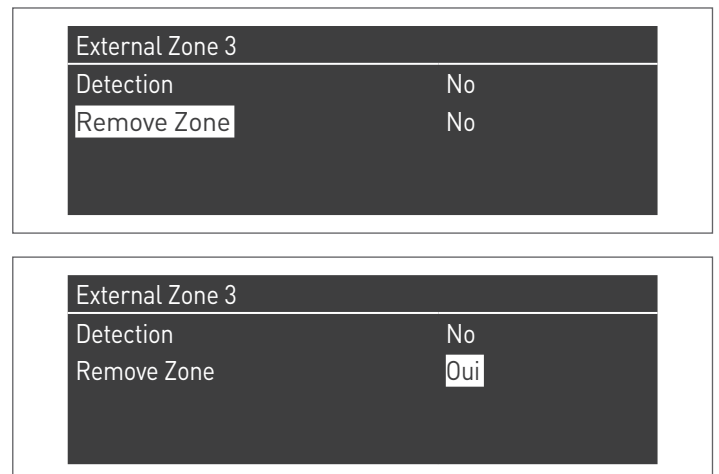 External Zone 3
Detection No
Remove Zone No
External Zone 3
Detection No
Remove Zone Oui